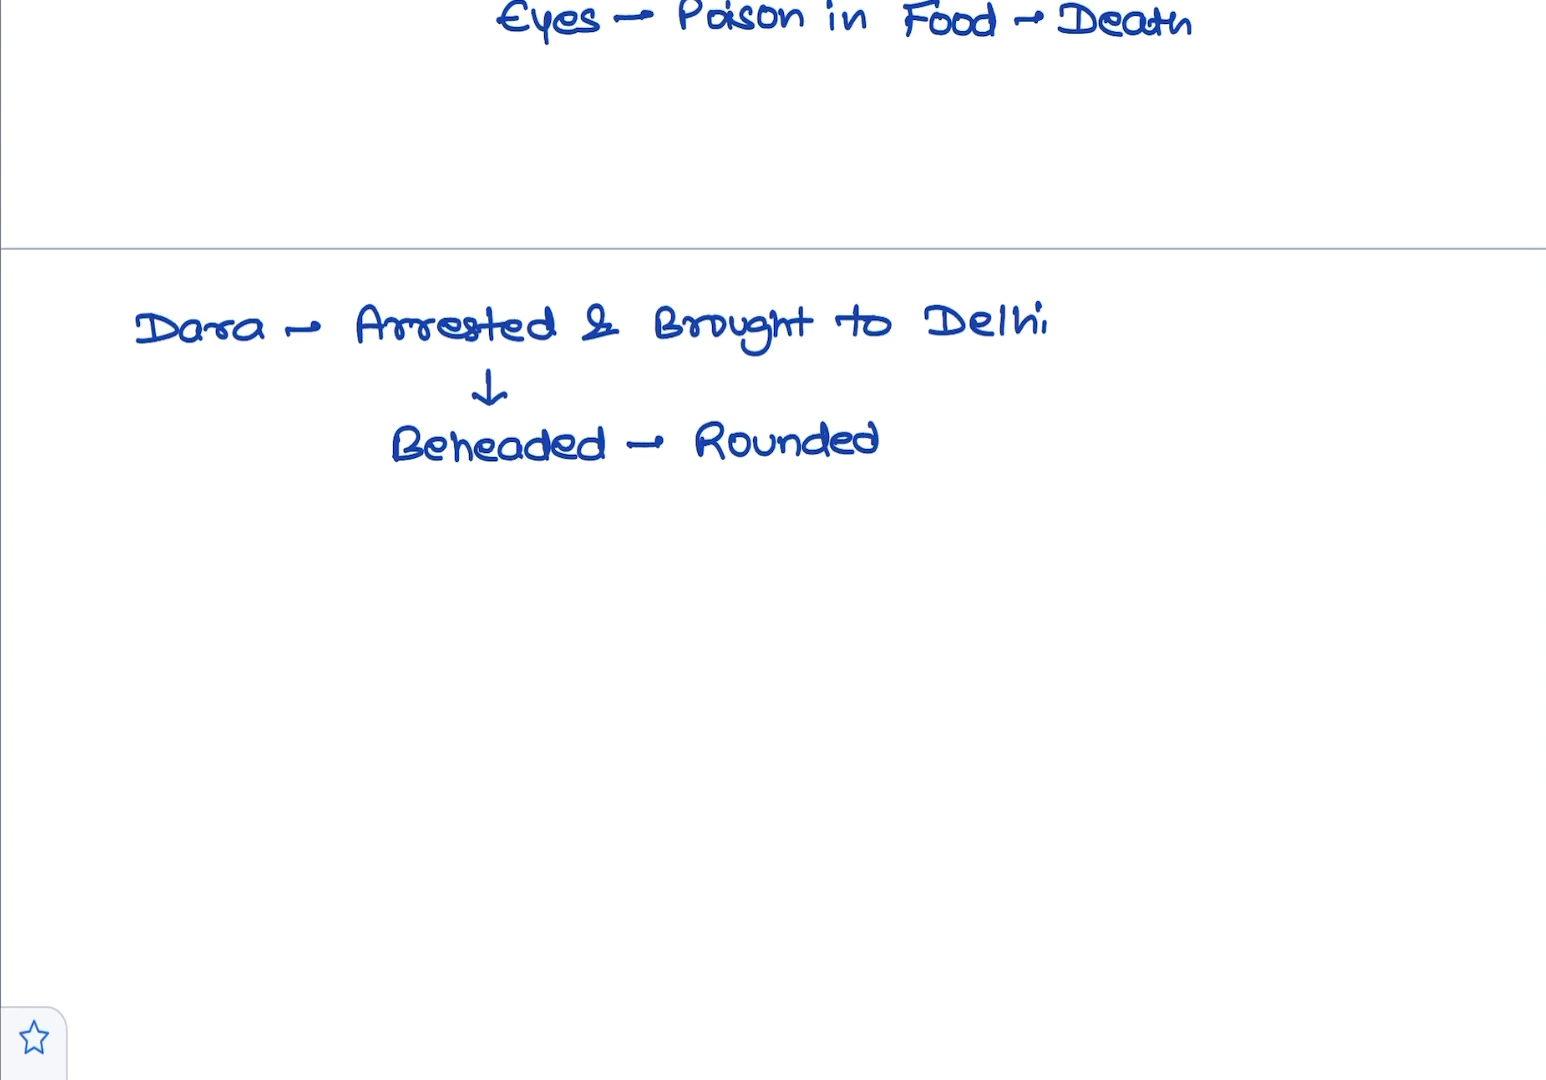 Eyes → Poison in Food → Death
Dara → Arrested & Brought to Delhi
↓
Beheaded → Rounded